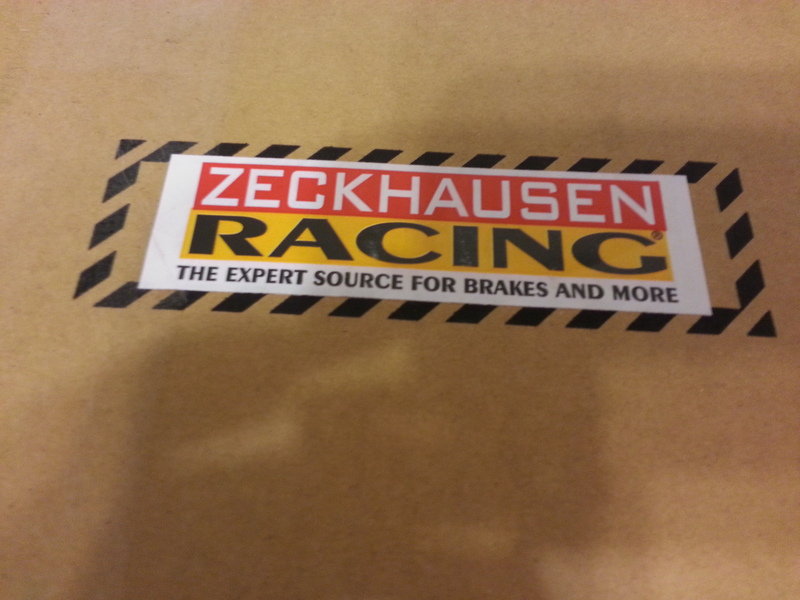 ZECKHAUSEN
RACING®
THE EXPERT SOURCE FOR BRAKES AND MORE